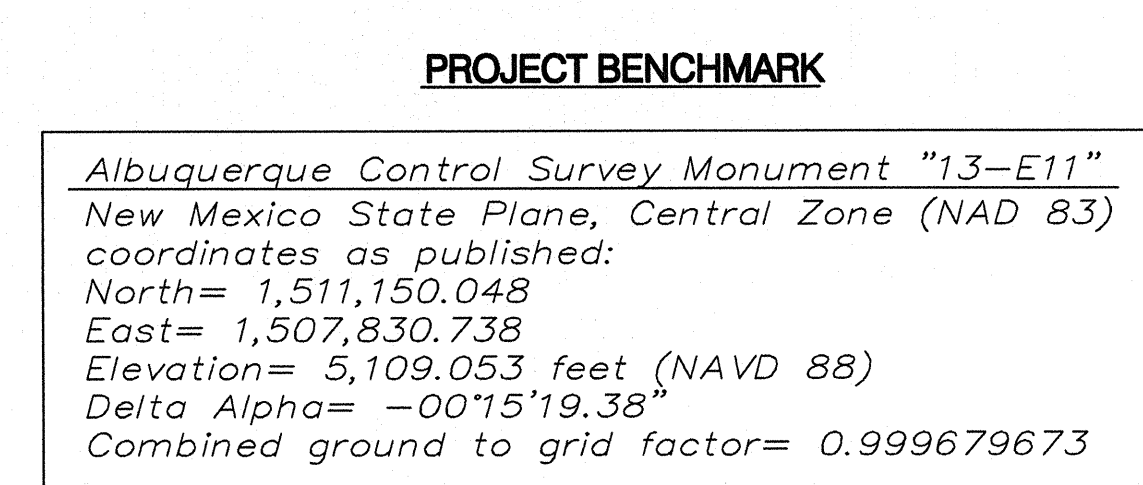 PROJECT BENCHMARK
Albuquerque Control Survey Monument "13-E11"
New Mexico State Plane, Central Zone (NAD 83)
coordinates as published:
North= 1,511,150.048
East= 1,507,830.738
Elevation= 5,109.053 feet (NAVD 88)
Delta Alpha= -00°15'19.38"
Combined ground to grid factor= 0.999679673